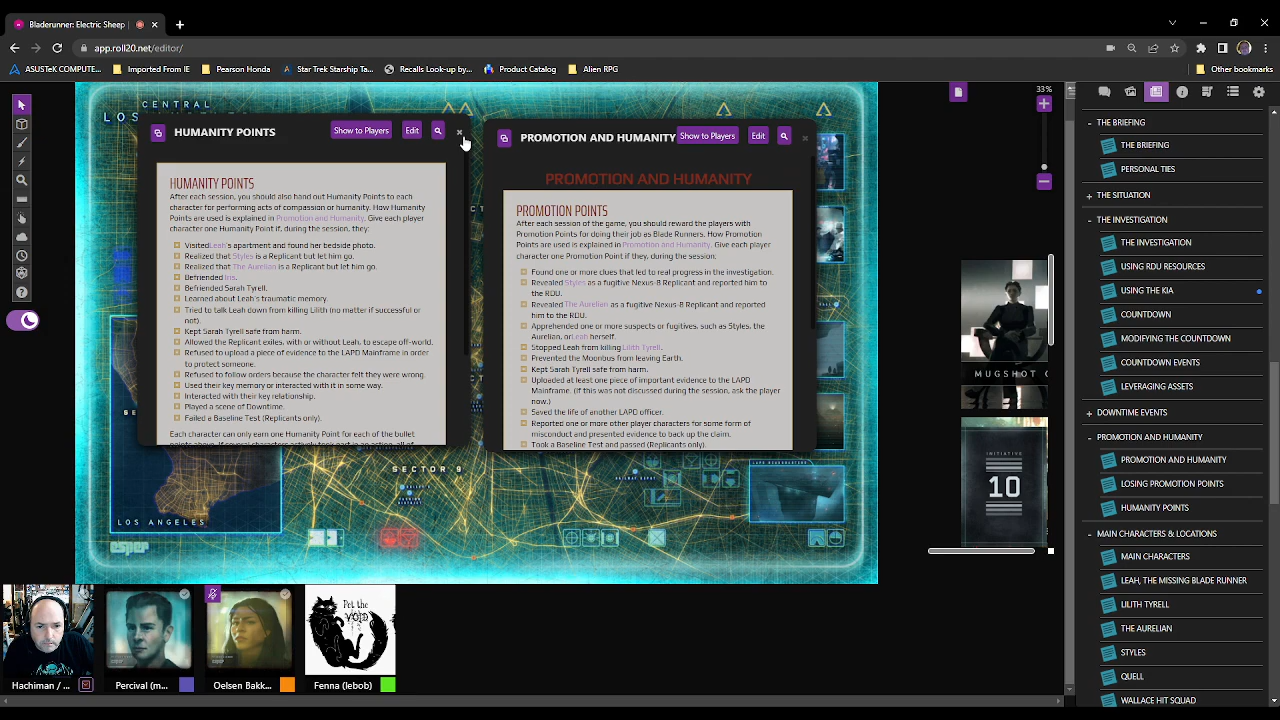 Bladerunner: Electric Sheep
app.roll20.net/editor/
ASUSTeK COMPUTE...
Imported From IE
Pearson Honda
Star Trek Starship Ta...
Recalls Look-up by...
Product Catalog
Alien RPG
Other bookmarks
CENTRAL
33%
HUMANITY POINTS
Show to Players
Edit
HUMANITY POINTS
After each session, you should also hand out Humanity Points to each
character for performing acts of compassion or humanity. How Humanity
Points are used is explained in Promotion and Humanity. Give each player
character one Humanity Point if, during the session, they:
Visited Leah's apartment and found her bedside photo.
Realized that Styles is a Replicant but let him go.
Realized that The Aurelian is a Replicant but let him go.
Befriended Iris.
Befriended Sarah Tyrell.
Learned about Leah's traumatic memory.
Tried to talk Leah down from killing Lilith (no matter if successful or
not).
Kept Sarah Tyrell safe from harm.
Allowed the Replicant exiles, with or without Leah, to escape off-world.
Refused to upload a piece of evidence to the LAPD Mainframe in order
to protect someone.
Refused to follow orders because the character felt they were wrong.
Used their key memory or interacted with it in some way.
Interacted with their key relationship.
Played a scene of Downtime.
Failed a Baseline Test (Replicants only).
Each character can only earn one Humanity Point for each of the bullet
PROMOTION AND HUMANITY
Show to Players
Edit
PROMOTION AND HUMANITY
PROMOTION POINTS
After each session of the game, you should reward the players with
Promotion Points for doing their job as Blade Runners. How Promotion
Points are used is explained in Promotion and Humanity. Give each player
character one Promotion Point if they, during the session:
Found one or more clues that led to real progress in the investigation.
Revealed Styles as a fugitive Nexus-8 Replicant and reported him to
the RDU.
Revealed The Aurelian as a fugitive Nexus-8 Replicant and reported
him to the RDU.
Apprehended one or more suspects or fugitives, such as Styles, the
Aurelian, or Leah herself.
Stopped Leah from killing Lilith Tyrell.
Prevented the Moonbus from leaving Earth.
Kept Sarah Tyrell safe from harm.
Uploaded at least one piece of important evidence to the LAPD
Mainframe. (If this was not discussed during the session, ask the player
now.)
Saved the life of another LAPD officer.
Reported one or more other player characters for some form of
misconduct and presented evidence to back up the claim.
Took a Baseline Test and passed (Replicants only).
SECTOR 9
LOS ANGELES
esper
MUGSHOT
INITIATIVE
10
Hachiman / ...
Percival (m...
Oelsen Bakk...
Pet the
VOID
Fenna (lebob)
THE BRIEFING
THE BRIEFING
PERSONAL TIES
THE SITUATION
THE INVESTIGATION
THE INVESTIGATION
USING RDU RESOURCES
USING THE KIA
COUNTDOWN
MODIFYING THE COUNTDOWN
COUNTDOWN EVENTS
LEVERAGING ASSETS
DOWNTIME EVENTS
PROMOTION AND HUMANITY
PROMOTION AND HUMANITY
LOSING PROMOTION POINTS
HUMANITY POINTS
MAIN CHARACTERS & LOCATIONS
MAIN CHARACTERS
LEAH, THE MISSING BLADE RUNNER
LILITH TYRELL
THE AURELIAN
STYLES
QUELL
WALLACE HIT SQUAD